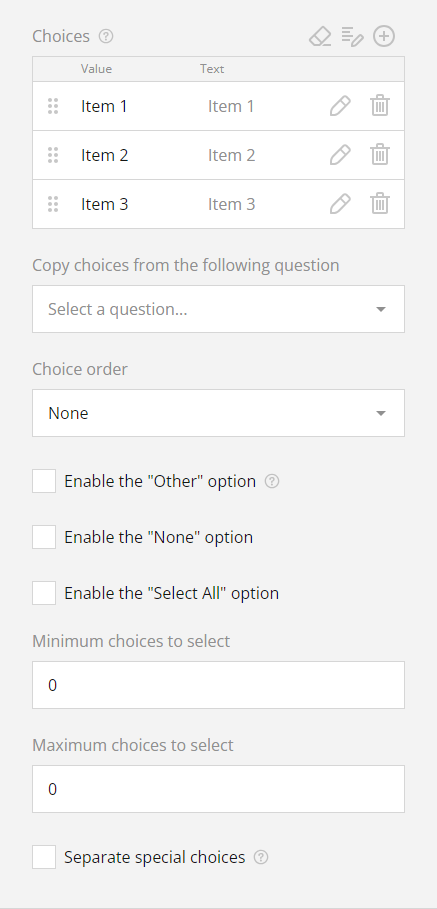 Choices
Value Text
Item 1 Item 1
Item 2 Item 2
Item 3 Item 3
Copy choices from the following question
Select a question...
Choice order
None
Enable the "Other" option
Enable the "None" option
Enable the "Select All" option
Minimum choices to select
0
Maximum choices to select
0
Separate special choices